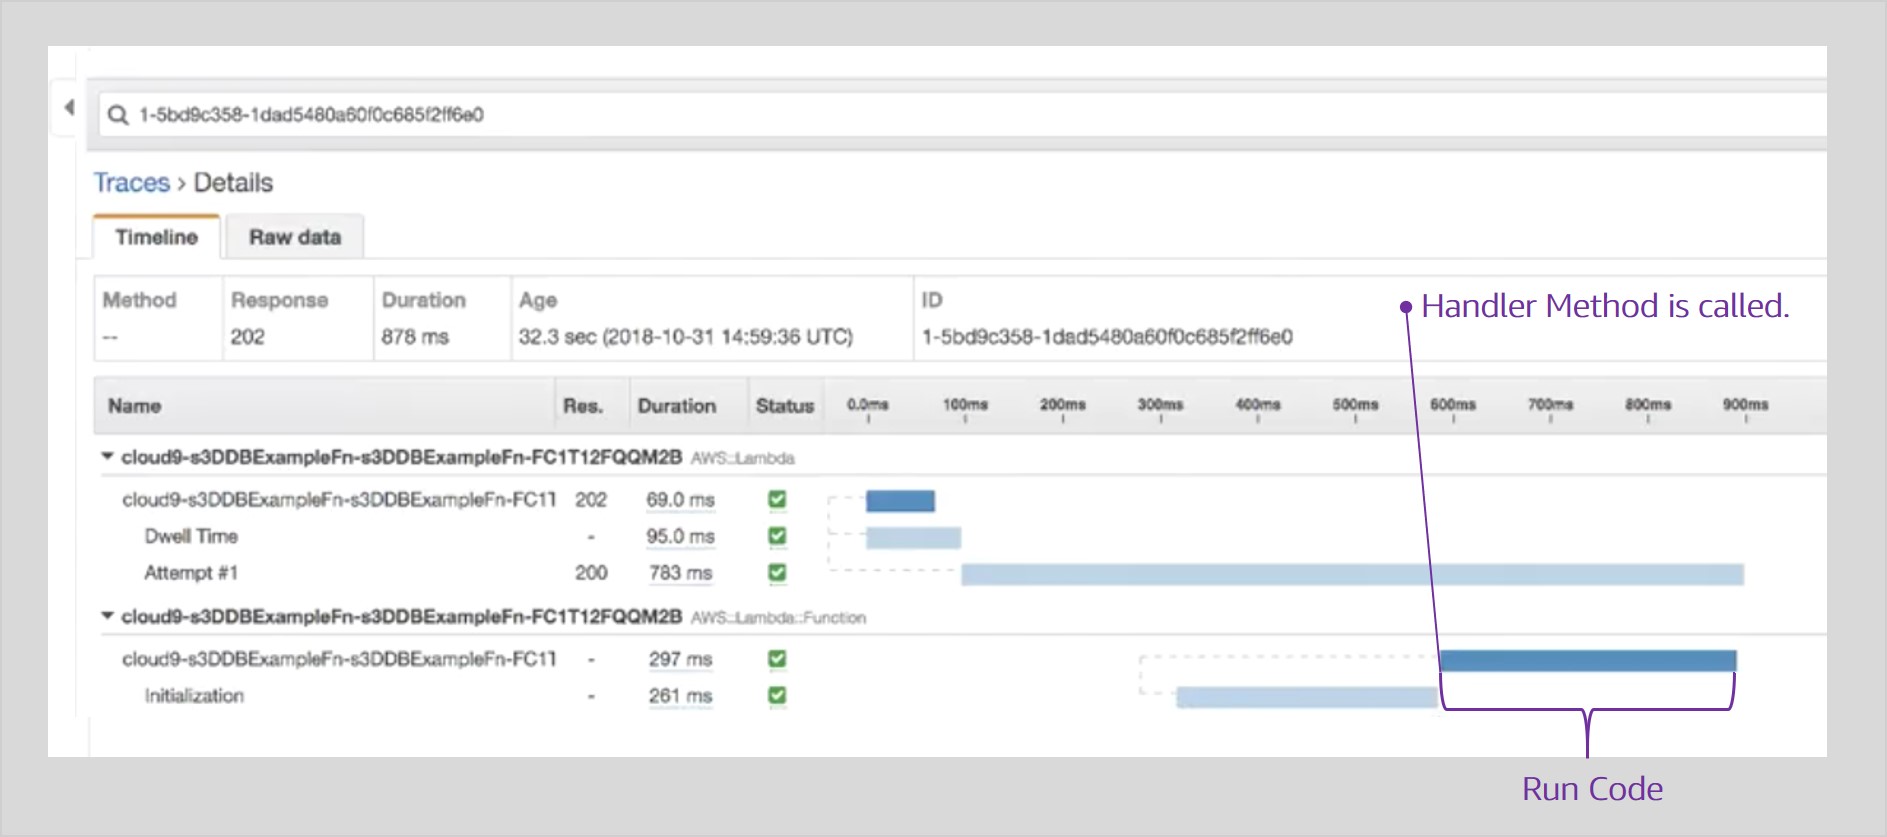 1-5bd9c358-1dad5480a60f0c685f2ff6e0
Traces > Details
Timeline Raw data
Method Response Duration Age ID
-- 202 878 ms 32.3 sec (2018-10-31 14:59:36 UTC) 1-5bd9c358-1dad5480a60f0c685f2ff6e0
Handler Method is called.
Name Res. Duration Status 0.0ms 100ms 200ms 300ms 400ms 500ms 600ms 700ms 800ms 900ms
cloud9-s3DDBExampleFn-s3DDBExampleFn-FC1T12FQQM2B AWS::Lambda
cloud9-s3DDBExampleFn-s3DDBExampleFn-FC1T 202 69.0 ms
Dwell Time - 95.0 ms
Attempt #1 200 783 ms
cloud9-s3DDBExampleFn-s3DDBExampleFn-FC1T12FQQM2B AWS::Lambda::Function
cloud9-s3DDBExampleFn-s3DDBExampleFn-FC1T - 297 ms
Initialization - 261 ms
Run Code